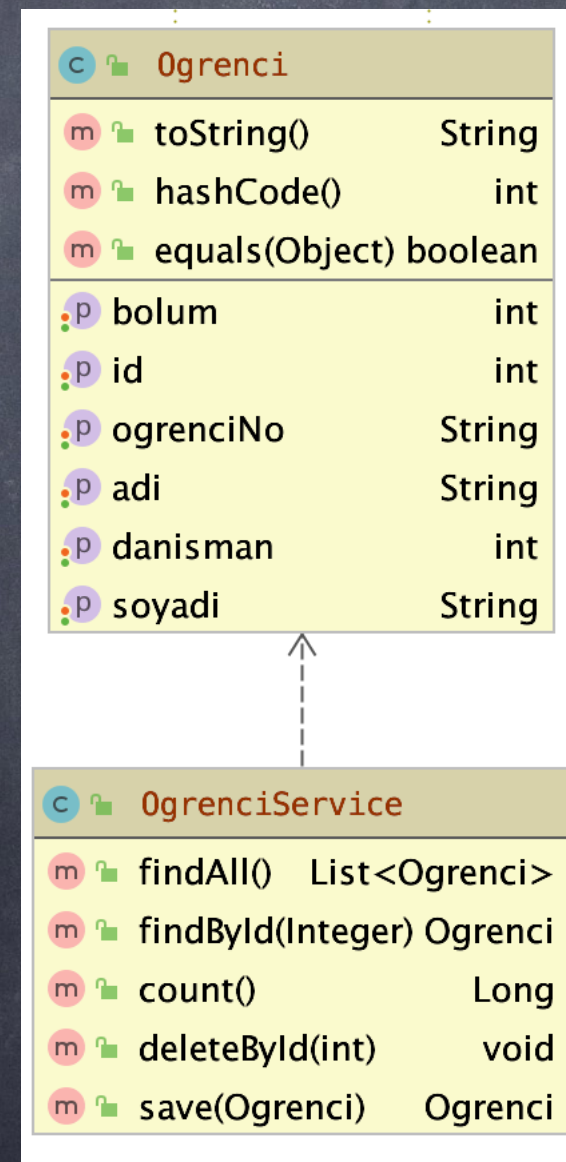 C Ogrenci
m toString() String
m hashCode() int
m equals(Object) boolean
p bolum int
p id int
p ogrenciNo String
p adi String
p danisman int
p soyadi String
C OgrenciService
m findAll() List<Ogrenci>
m findById(Integer) Ogrenci
m count() Long
m deleteById(int) void
m save(Ogrenci) Ogrenci